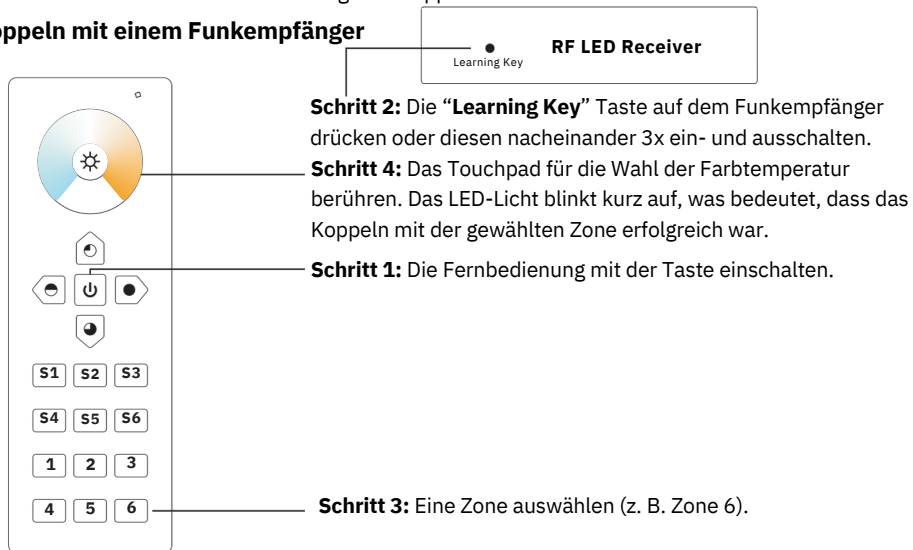 oppeln mit einem Funkempfänger
RF LED Receiver
Learning Key
Schritt 2: Die “Learning Key” Taste auf dem Funkempfänger
drücken oder diesen nacheinander 3x ein- und ausschalten.
Schritt 4: Das Touchpad für die Wahl der Farbtemperatur
berühren. Das LED-Licht blinkt kurz auf, was bedeutet, dass das
Koppeln mit der gewählten Zone erfolgreich war.
Schritt 1: Die Fernbedienung mit der Taste einschalten.
S1 S2 S3
S4 S5 S6
1 2 3
4 5 6
Schritt 3: Eine Zone auswählen (z. B. Zone 6).